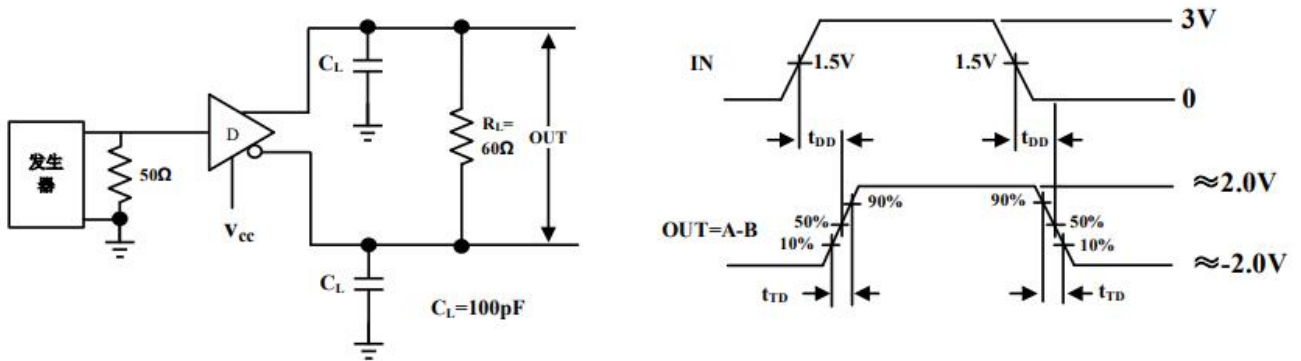 发生
器
50Ω
D
Vcc
CL
CL
CL=100pF
RL=
60Ω
OUT
IN
1.5V
1.5V
3V
0
tDD
tDD
OUT=A-B
90%
50%
10%
90%
50%
10%
≈2.0V
≈-2.0V
tTD
tTD